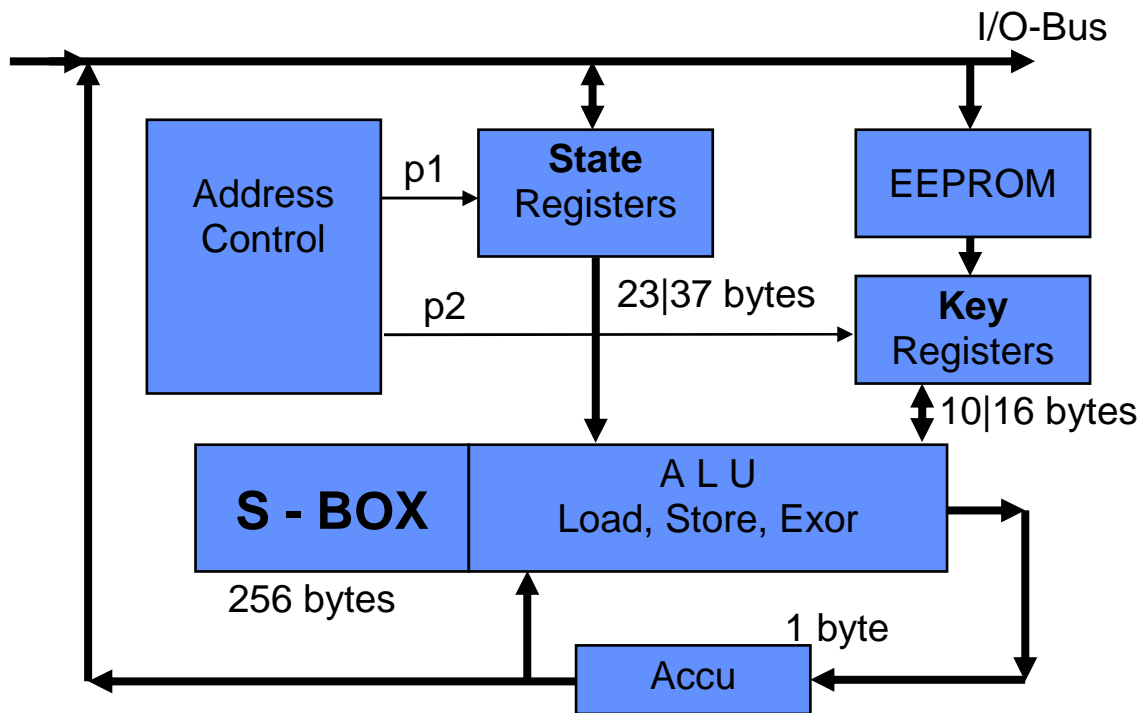 I/O-Bus
Address
Control
p1
State
Registers
EEPROM
p2
23|37 bytes
Key
Registers
10|16 bytes
S - BOX
A L U
Load, Store, Exor
256 bytes
1 byte
Accu